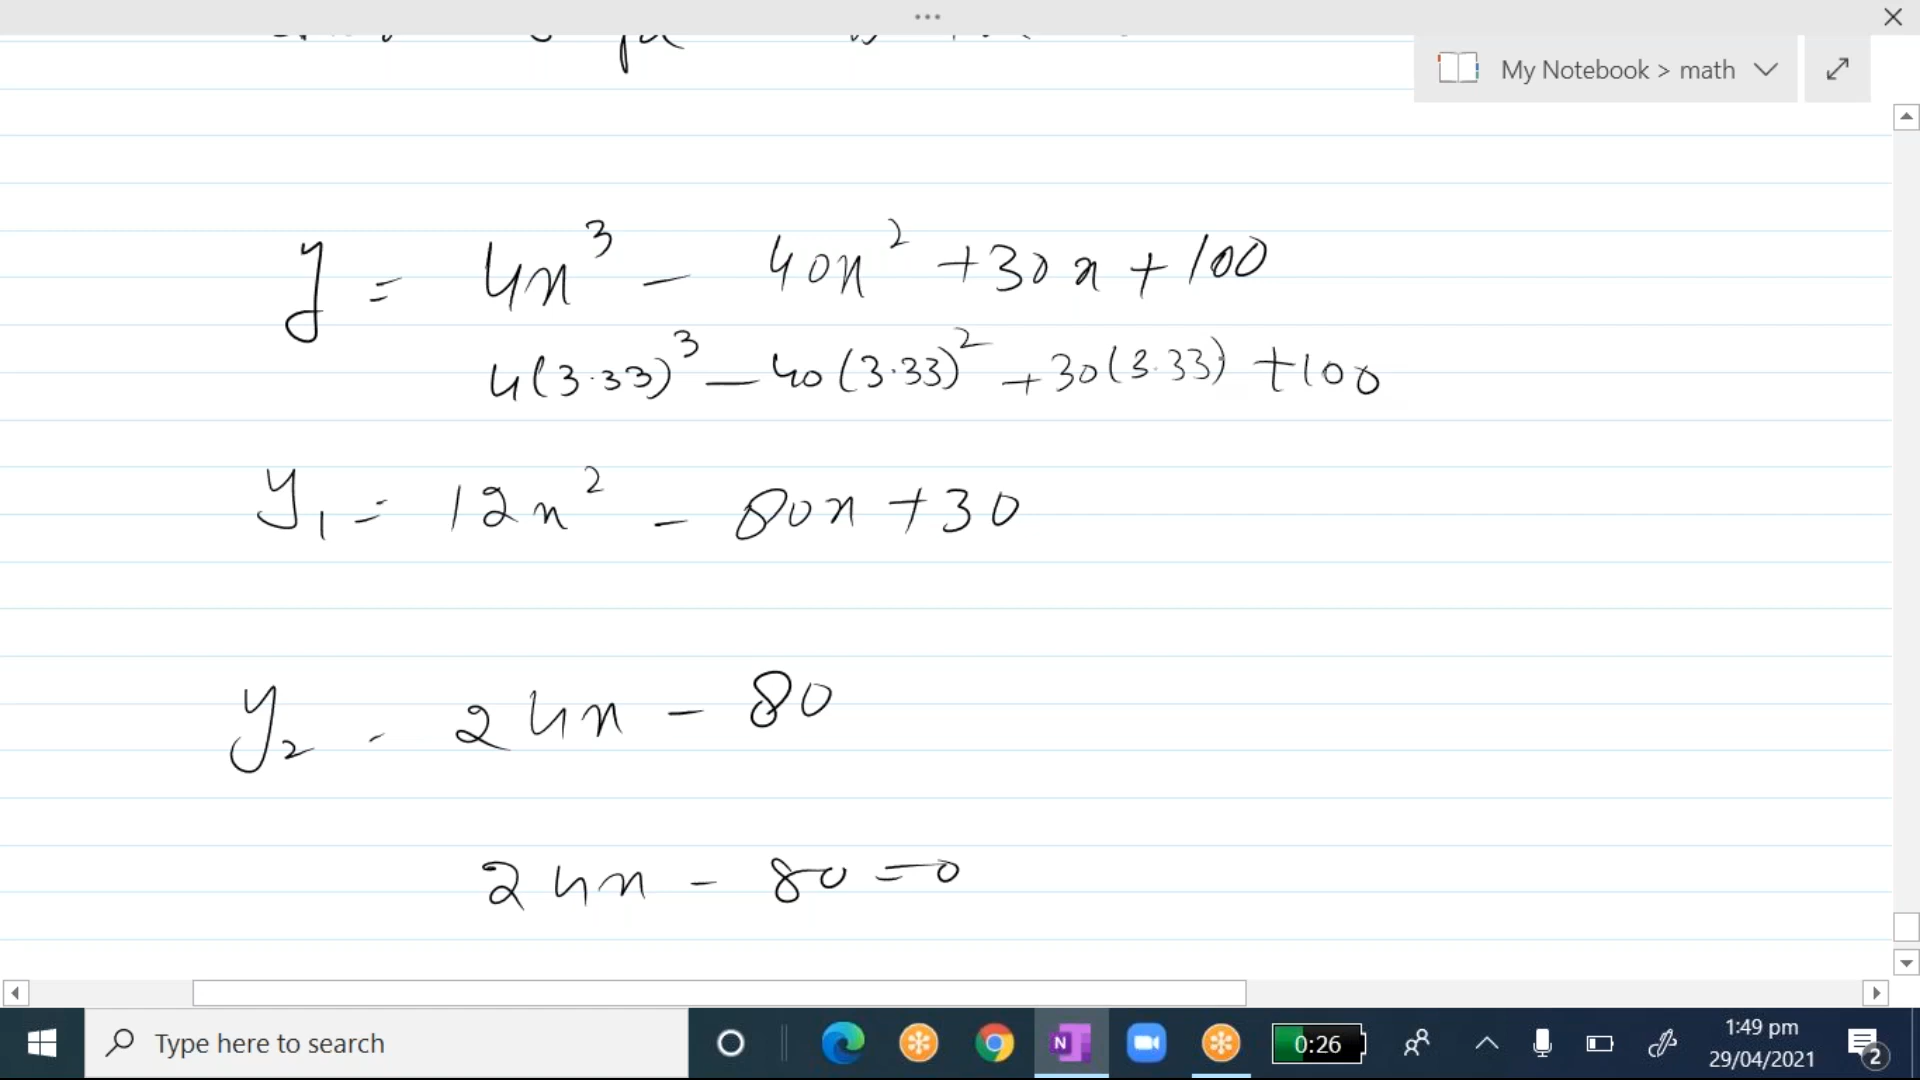 My Notebook > math
y = 4x³ - 40x² + 30x + 100
4(3.33)³ - 40(3.33)² + 30(3.33) + 100
y₁ = 12x² - 80x + 30
y₂ = 24x - 80
24x - 80 = 0
Type here to search
0:26
1:49 pm
29/04/2021
2